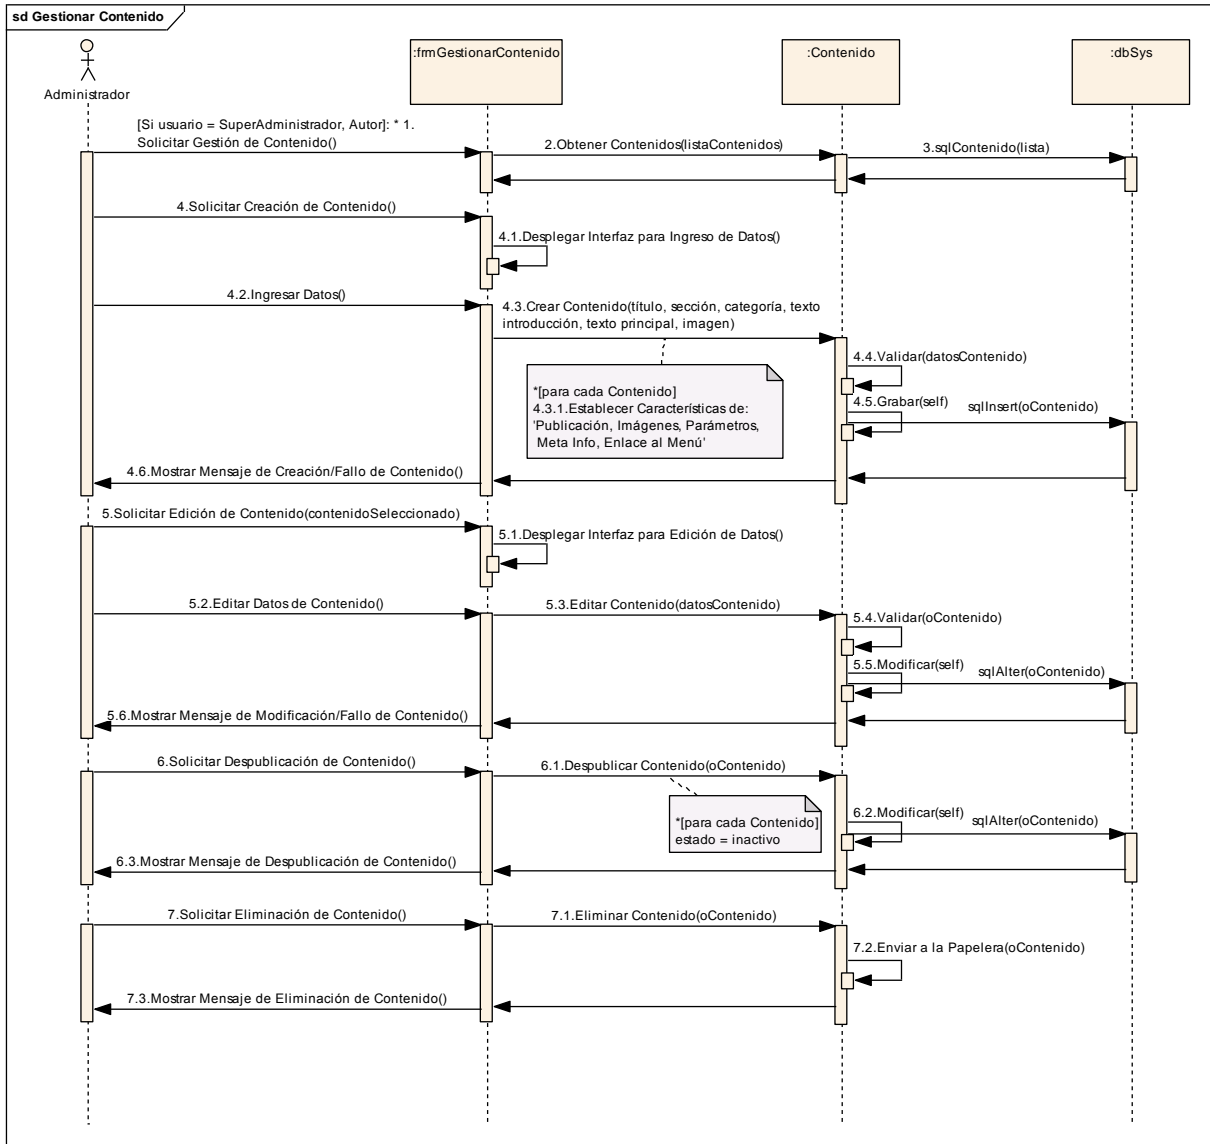 sd Gestionar Contenido
:frmGestionarContenido
:Contenido
:dbSys
Administrador
[Si usuario = SuperAdministrador, Autor]: * 1.
Solicitar Gestión de Contenido()
2.Obtener Contenidos(listaContenidos)
3.sqlContenido(lista)
4.Solicitar Creación de Contenido()
4.1.Desplegar Interfaz para Ingreso de Datos()
4.2.Ingresar Datos()
4.3.Crear Contenido(título, sección, categoría, texto
introducción, texto principal, imagen)
4.4.Validar(datosContenido)
*[para cada Contenido]
4.3.1.Establecer Características de:
'Publicación, Imágenes, Parámetros,
Meta Info, Enlace al Menú'
4.5.Grabar(self)
sqlInsert(oContenido)
4.6.Mostrar Mensaje de Creación/Fallo de Contenido()
5.Solicitar Edición de Contenido(contenidoSeleccionado)
5.1.Desplegar Interfaz para Edición de Datos()
5.2.Editar Datos de Contenido()
5.3.Editar Contenido(datosContenido)
5.4.Validar(oContenido)
5.5.Modificar(self)
sqlAlter(oContenido)
5.6.Mostrar Mensaje de Modificación/Fallo de Contenido()
6.Solicitar Despublicación de Contenido()
6.1.Despublicar Contenido(oContenido)
*[para cada Contenido]
estado = inactivo
6.2.Modificar(self)
sqlAlter(oContenido)
6.3.Mostrar Mensaje de Despublicación de Contenido()
7.Solicitar Eliminación de Contenido()
7.1.Eliminar Contenido(oContenido)
7.2.Enviar a la Papelera(oContenido)
7.3.Mostrar Mensaje de Eliminación de Contenido()